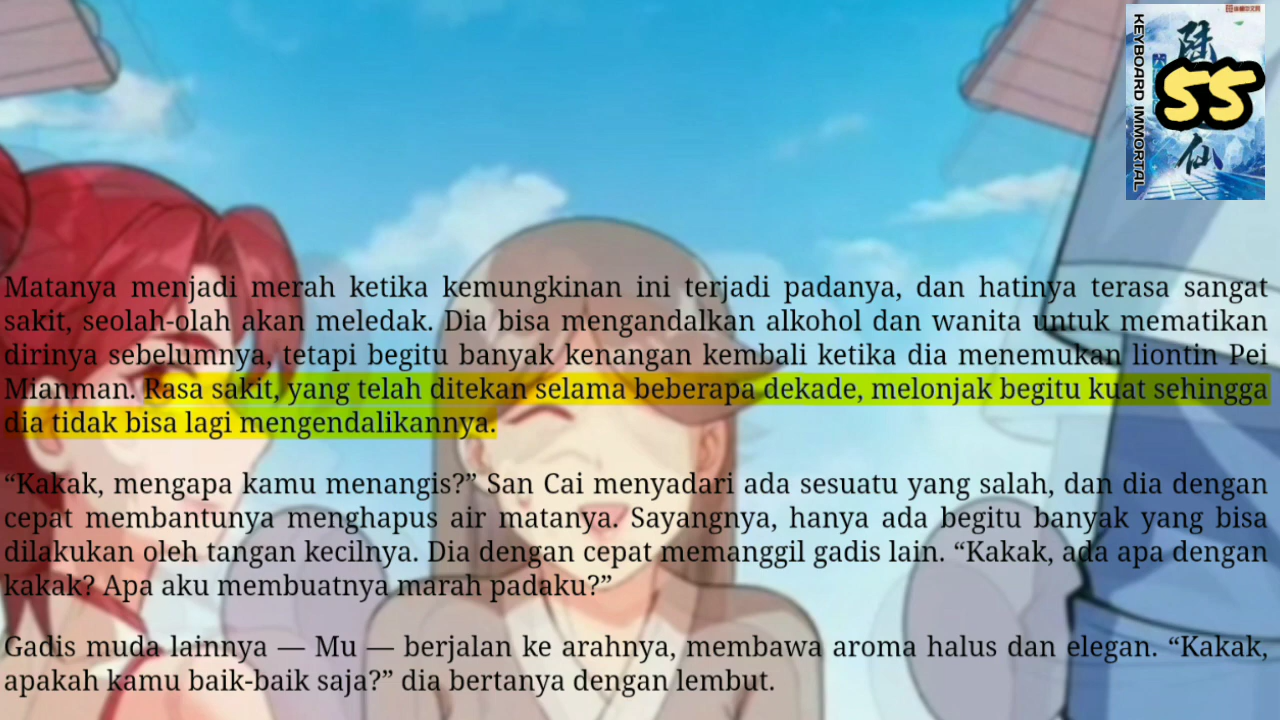 KEYBOARD IMMORTAL
陆
仙
55
Matanya menjadi merah ketika kemungkinan ini terjadi padanya, dan hatinya terasa sangat
sakit, seolah-olah akan meledak. Dia bisa mengandalkan alkohol dan wanita untuk mematikan
dirinya sebelumnya, tetapi begitu banyak kenangan kembali ketika dia menemukan liontin Pei
Mianman. Rasa sakit, yang telah ditekan selama beberapa dekade, melonjak begitu kuat sehingga
dia tidak bisa lagi mengendalikannya.
“Kakak, mengapa kamu menangis?” San Cai menyadari ada sesuatu yang salah, dan dia dengan
cepat membantunya menghapus air matanya. Sayangnya, hanya ada begitu banyak yang bisa
dilakukan oleh tangan kecilnya. Dia dengan cepat memanggil gadis lain. “Kakak, ada apa dengan
kakak? Apa aku membuatnya marah padaku?”
Gadis muda lainnya — Mu — berjalan ke arahnya, membawa aroma halus dan elegan. “Kakak,
apakah kamu baik-baik saja?” dia bertanya dengan lembut.